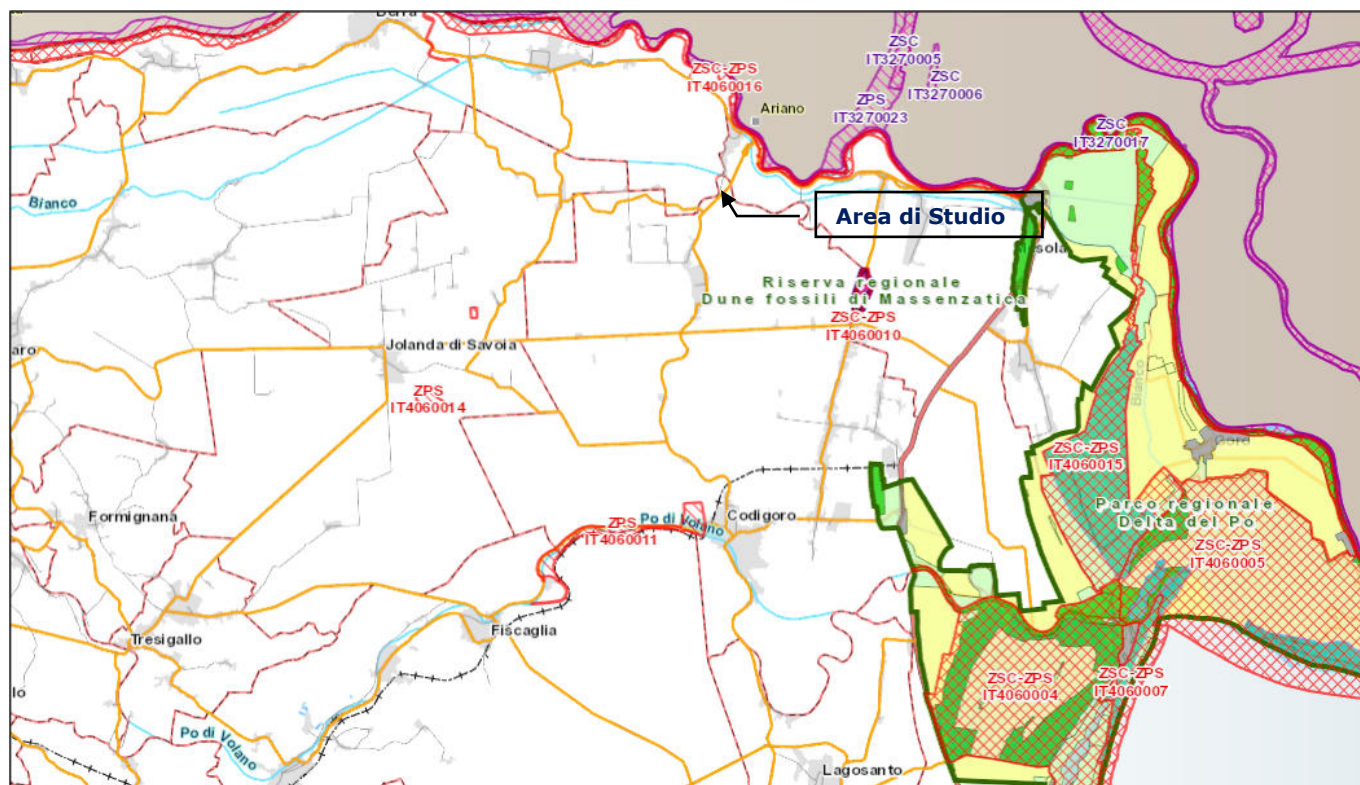 Berra
ZSC
IT3270005
ZSC
IT3270006
ZSC-ZPS
IT4060016
Ariano
ZPS
IT3270023
ZSC
IT3270017
Bianco
Area di Studio
Riserva regionale
Dune fossili di Massenzatica
ZSC-ZPS
IT4060010
aro
Jolanda di Savoia
ZPS
IT4060014
Bianco
Goro
ZSC-ZPS
IT4060015
Parco regionale
Delta del Po
ZSC-ZPS
IT4060005
Formignana
Po di Volano
Codigoro
ZPS
IT4060011
Tresigallo
Fiscaglia
ZSC-ZPS
IT4060004
ZSC-ZPS
IT4060007
lo
Po di Volano
Lagosanto